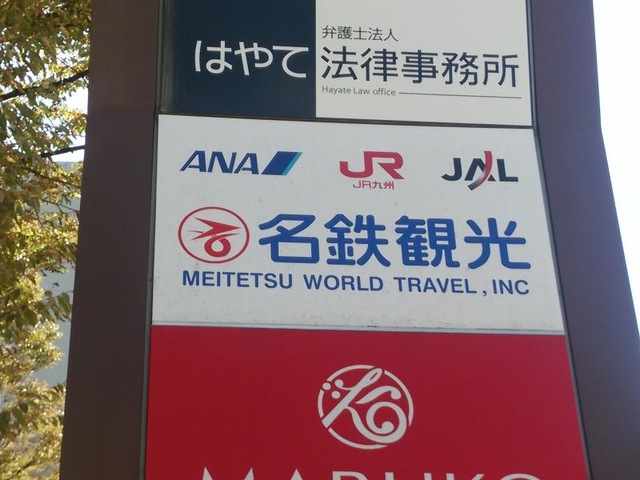 弁護士法人
はやて 法律事務所
Hayate Law office
ANA JR JAL
JR九州
名鉄観光
MEITETSU WORLD TRAVEL, INC
MARUKO